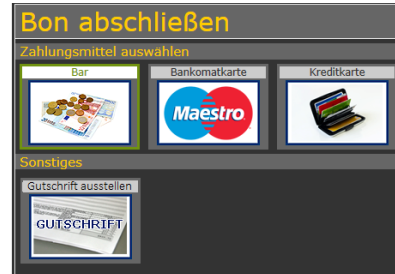 Bon abschließen
Zahlungsmittel auswählen
Bar
Bankomatkarte
Kreditkarte
Maestro
Sonstiges
Gutschrift ausstellen
GUTSCHRIFT